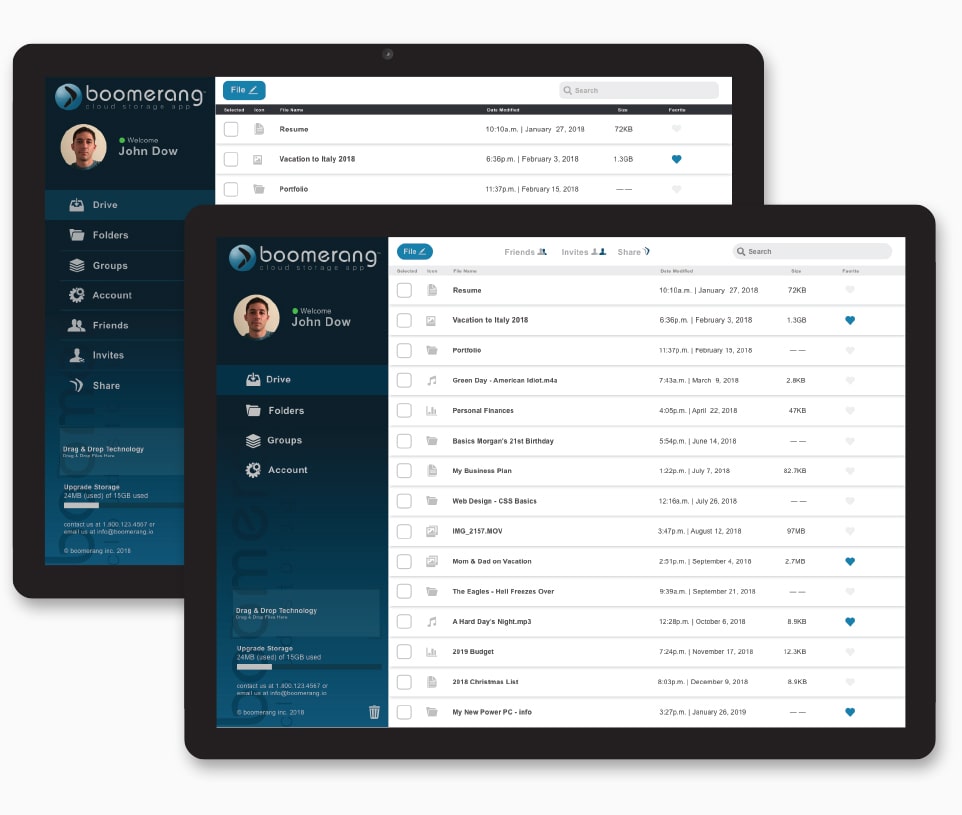 boomerang™
cloud storage app
Welcome
John Dow
Drive
Folders
Groups
Account
Friends
Invites
Share
Drag & Drop Technology
Drag & Drop Files Here
Upgrade Storage
24MB (used) of 15GB used
contact us at 1.800.123.4567 or
email us at info@boomerang.io
© boomerang inc. 2018
File
Search
Selected Icon File Name Date Modified Size Favrite
Resume 10:10a.m. | January 27, 2018 72KB
Vacation to Italy 2018 6:36p.m. | February 3, 2018 1.3GB
Portfolio 11:37p.m. | February 15, 2018 ——
boomerang™
cloud storage app
Welcome
John Dow
Drive
Folders
Groups
Account
Drag & Drop Technology
Drag & Drop Files Here
Upgrade Storage
24MB (used) of 15GB used
contact us at 1.800.123.4567 or
email us at info@boomerang.io
© boomerang inc. 2018
File Friends Invites Share Search
Selected Icon File Name Date Modified Size Favrite
Resume 10:10a.m. | January 27, 2018 72KB
Vacation to Italy 2018 6:36p.m. | February 3, 2018 1.3GB
Portfolio 11:37p.m. | February 15, 2018 ——
Green Day - American Idiot.m4a 7:43a.m. | March 9, 2018 2.8KB
Personal Finances 4:05p.m. | April 22, 2018 47KB
Basics Morgan's 21st Birthday 5:54p.m. | June 14, 2018 ——
My Business Plan 1:22p.m. | July 7, 2018 82.7KB
Web Design - CSS Basics 12:16a.m. | July 26, 2018 ——
IMG_2157.MOV 3:47p.m. | August 12, 2018 97MB
Mom & Dad on Vacation 2:51p.m. | September 4, 2018 2.7MB
The Eagles - Hell Freezes Over 9:39a.m. | September 21, 2018 ——
A Hard Day's Night.mp3 12:28p.m. | October 6, 2018 8.9KB
2019 Budget 7:24p.m. | November 17, 2018 12.3KB
2018 Christmas List 8:03p.m. | December 9, 2018 8.9KB
My New Power PC - info 3:27p.m. | January 26, 2019 ——